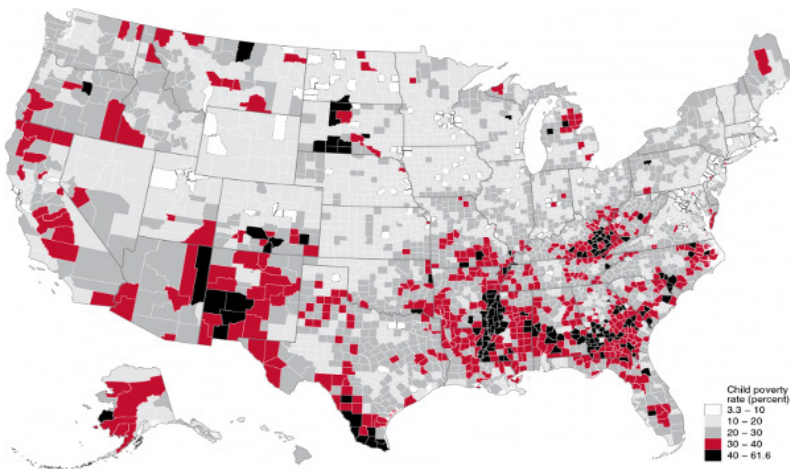 Child poverty
rate (percent)
3.3 – 10
10 – 20
20 – 30
30 – 40
40 – 61.6